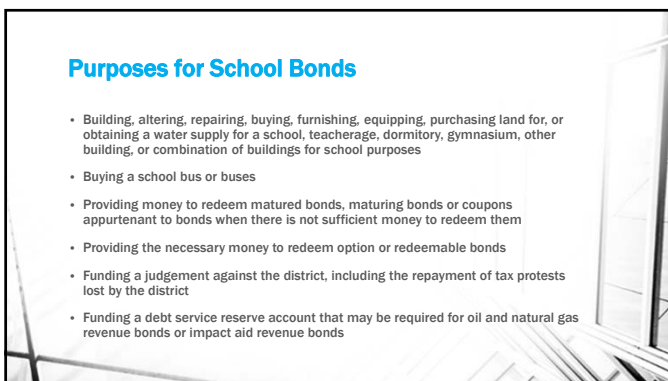 Purposes for School Bonds
• Building, altering, repairing, buying, furnishing, equipping, purchasing land for, or
obtaining a water supply for a school, teacherage, dormitory, gymnasium, other
building, or combination of buildings for school purposes
• Buying a school bus or buses
• Providing money to redeem matured bonds, maturing bonds or coupons
appurtenant to bonds when there is not sufficient money to redeem them
• Providing the necessary money to redeem option or redeemable bonds
• Funding a judgement against the district, including the repayment of tax protests
lost by the district
• Funding a debt service reserve account that may be required for oil and natural gas
revenue bonds or impact aid revenue bonds